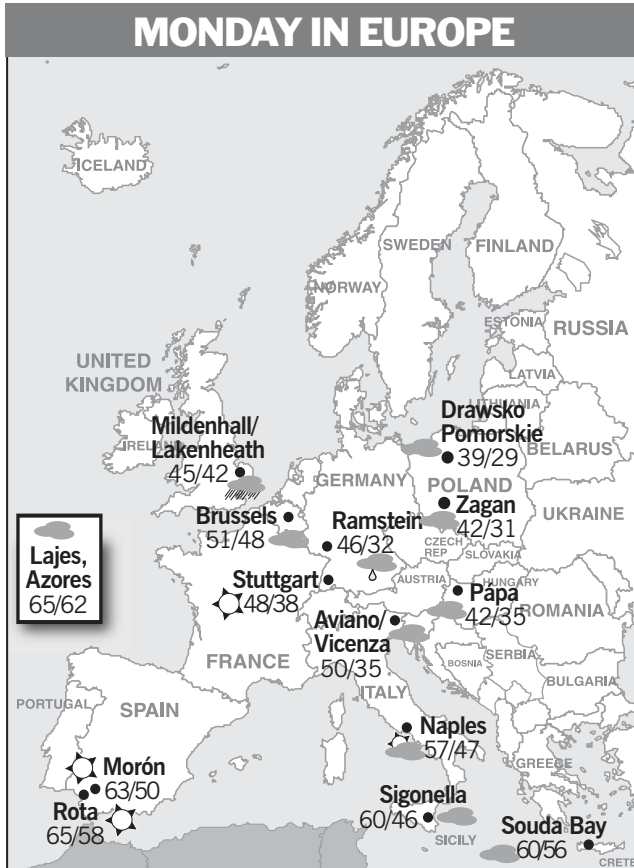 MONDAY IN EUROPE
ICELAND
SWEDEN
FINLAND
NORWAY
ESTONIA
RUSSIA
LATVIA
LITHUANIA
UNITED
KINGDOM
IRELAND
Mildenhall/
Lakenheath
45/42
Drawsko
Pomorskie
39/29
BELARUS
GERMANY
POLAND
Zagan
42/31
UKRAINE
Brussels
51/48
Ramstein
46/32
CZECH
REP
SLOVAKIA
Lajes,
Azores
65/62
Stuttgart
48/38
AUSTRIA
HUNGARY
Pápa
42/35
ROMANIA
Aviano/
Vicenza
50/35
FRANCE
BOSNIA
SERBIA
BULGARIA
ITALY
PORTUGAL
SPAIN
Naples
57/47
GREECE
Morón
63/50
Rota
65/58
Sigonella
60/46
SICILY
Souda Bay
60/56
CRETE